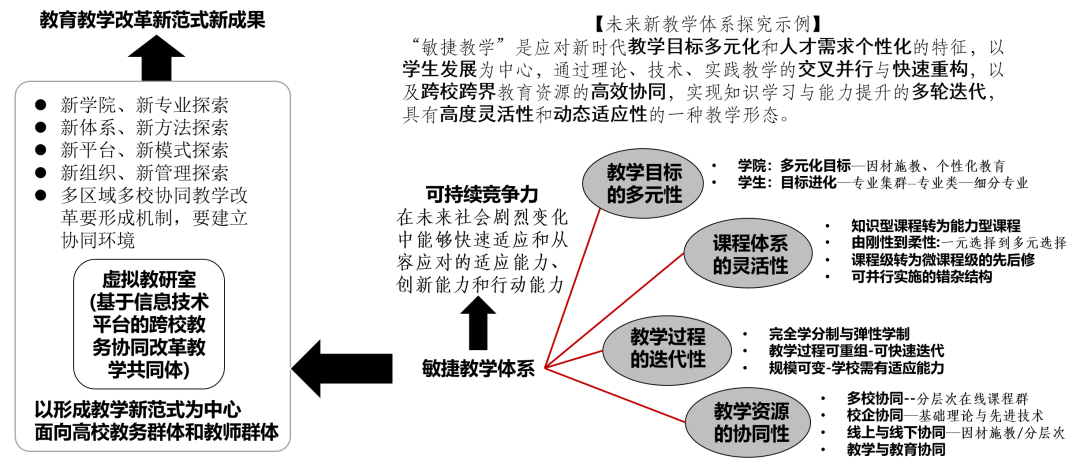 教育教学改革新范式新成果
● 新学院、新专业探索
● 新体系、新方法探索
● 新平台、新模式探索
● 新组织、新管理探索
● 多区域多校协同教学改
革要形成机制，要建立
协同环境
虚拟教研室
(基于信息技术
平台的跨校教
务协同改革教
学共同体)
以形成教学新范式为中心
面向高校教务群体和教师群体
【未来新教学体系探究示例】
“敏捷教学”是应对新时代教学目标多元化和人才需求个性化的特征，以
学生发展为中心，通过理论、技术、实践教学的交叉并行与快速重构，以
及跨校跨界教育资源的高效协同，实现知识学习与能力提升的多轮迭代，
具有高度灵活性和动态适应性的一种教学形态。
可持续竞争力
在未来社会剧烈变化
中能够快速适应和从
容应对的适应能力、
创新能力和行动能力
敏捷教学体系
教学目标
的多元性
• 学院：多元化目标—因材施教、个性化教育
• 学生：目标进化—专业集群—专业类—细分专业
课程体系
的灵活性
• 知识型课程转为能力型课程
• 由刚性到柔性:一元选择到多元选择
• 课程级转为微课程级的先后修
• 可并行实施的错杂结构
教学过程
的迭代性
• 完全学分制与弹性学制
• 教学过程可重组-可快速迭代
• 规模可变-学校需有适应能力
教学资源
的协同性
• 多校协同--分层次在线课程群
• 校企协同—基础理论与先进技术
• 线上与线下协同—因材施教/分层次
• 教学与教育协同